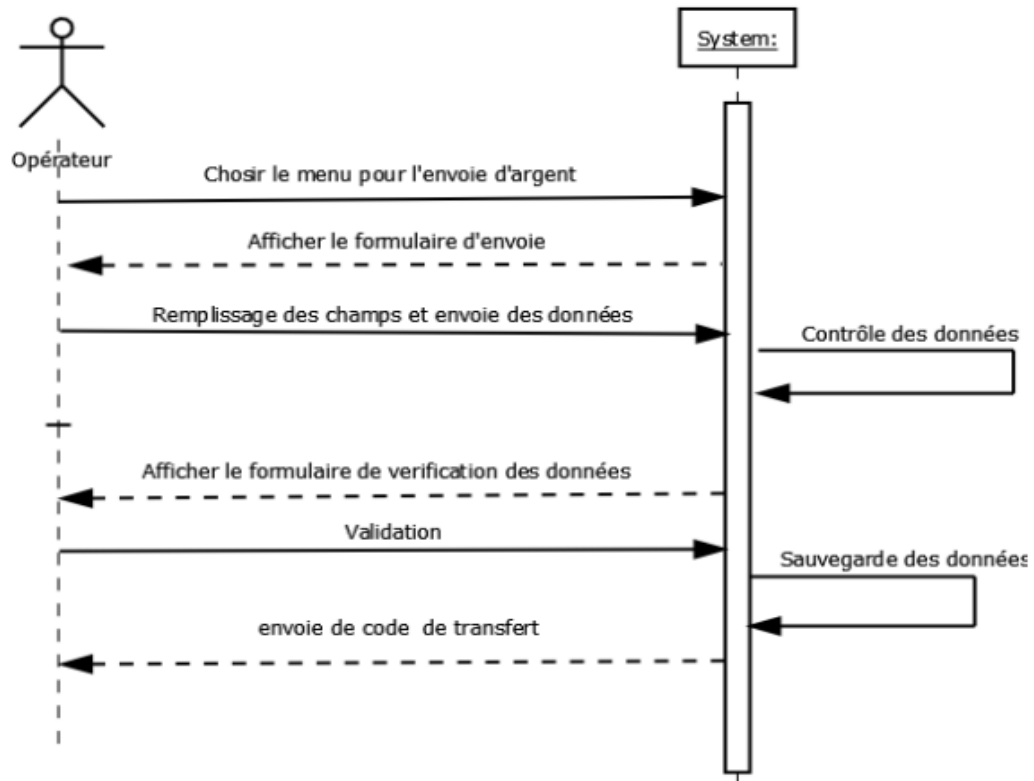 System:
Opérateur
Chosir le menu pour l'envoie d'argent
Afficher le formulaire d'envoie
Remplissage des champs et envoie des données
Contrôle des données
Afficher le formulaire de verification des données
Validation
Sauvegarde des données
envoie de code de transfert